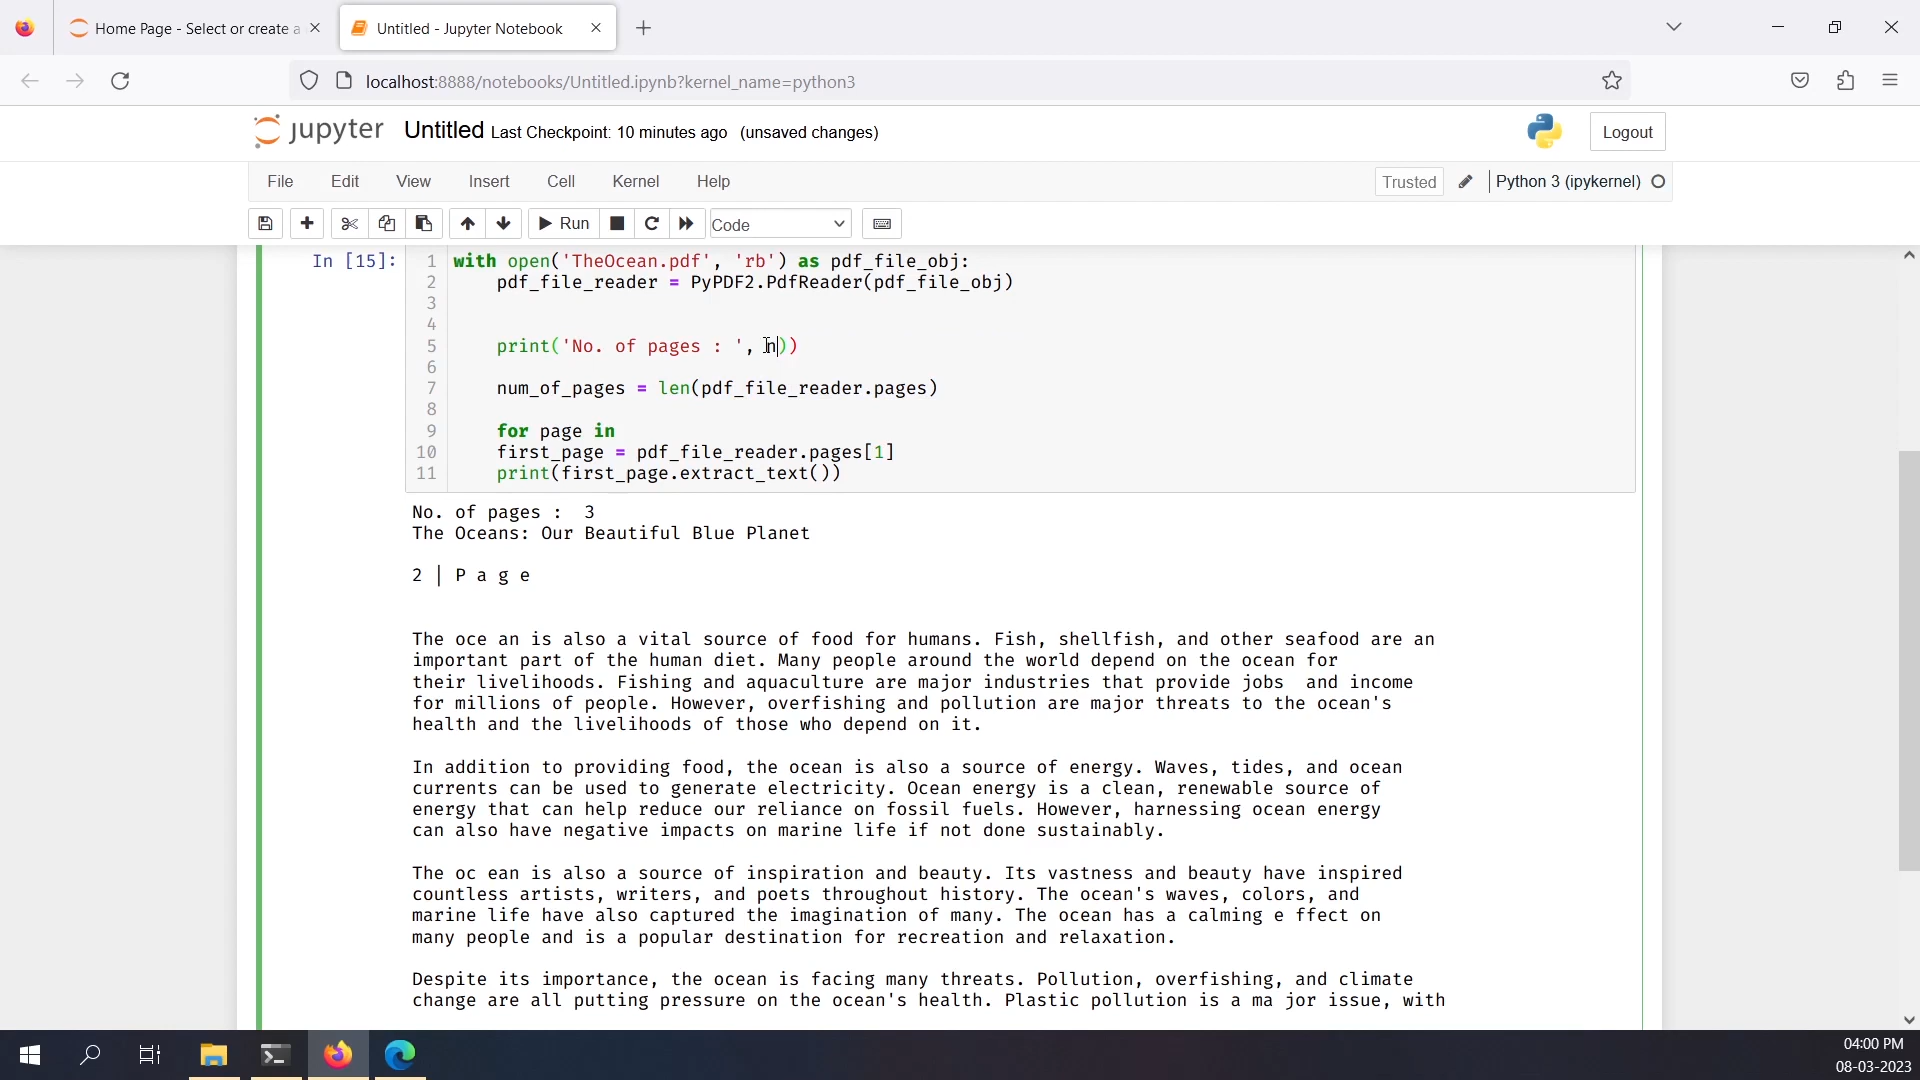 Home Page - Select or create a
Untitled - Jupyter Notebook
localhost:8888/notebooks/Untitled.ipynb?kernel_name=python3
jupyter Untitled Last Checkpoint: 10 minutes ago (unsaved changes)
Logout
File Edit View Insert Cell Kernel Help
Trusted
Python 3 (ipykernel)
Run
Code
In [15]:
1 with open('TheOcean.pdf', 'rb') as pdf_file_obj:
2 pdf_file_reader = PyPDF2.PdfReader(pdf_file_obj)
3
4
5 print('No. of pages : ', n))
6
7 num_of_pages = len(pdf_file_reader.pages)
8
9 for page in
10 first_page = pdf_file_reader.pages[1]
11 print(first_page.extract_text())
No. of pages :  3
The Oceans: Our Beautiful Blue Planet
2 | P a g e
The oce an is also a vital source of food for humans. Fish, shellfish, and other seafood are an
important part of the human diet. Many people around the world depend on the ocean for
their livelihoods. Fishing and aquaculture are major industries that provide jobs  and income
for millions of people. However, overfishing and pollution are major threats to the ocean's
health and the livelihoods of those who depend on it.
In addition to providing food, the ocean is also a source of energy. Waves, tides, and ocean
currents can be used to generate electricity. Ocean energy is a clean, renewable source of
energy that can help reduce our reliance on fossil fuels. However, harnessing ocean energy
can also have negative impacts on marine life if not done sustainably.
The oc ean is also a source of inspiration and beauty. Its vastness and beauty have inspired
countless artists, writers, and poets throughout history. The ocean's waves, colors, and
marine life have also captured the imagination of many. The ocean has a calming e ffect on
many people and is a popular destination for recreation and relaxation.
Despite its importance, the ocean is facing many threats. Pollution, overfishing, and climate
change are all putting pressure on the ocean's health. Plastic pollution is a ma jor issue, with
04:00 PM
08-03-2023